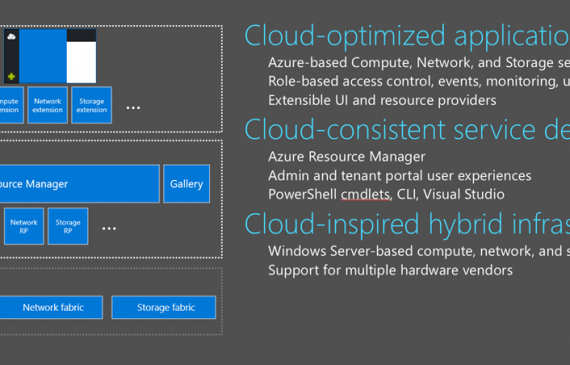 mpute Network Storage
ension extension extension ...
ource Manager Gallery
Network Storage
RP RP ...
Network fabric Storage fabric
Cloud-optimized applicatio
Azure-based Compute, Network, and Storage se
Role-based access control, events, monitoring, u
Extensible UI and resource providers
Cloud-consistent service de
Azure Resource Manager
Admin and tenant portal user experiences
PowerShell cmdlets, CLI, Visual Studio
Cloud-inspired hybrid infras
Windows Server-based compute, network, and s
Support for multiple hardware vendors